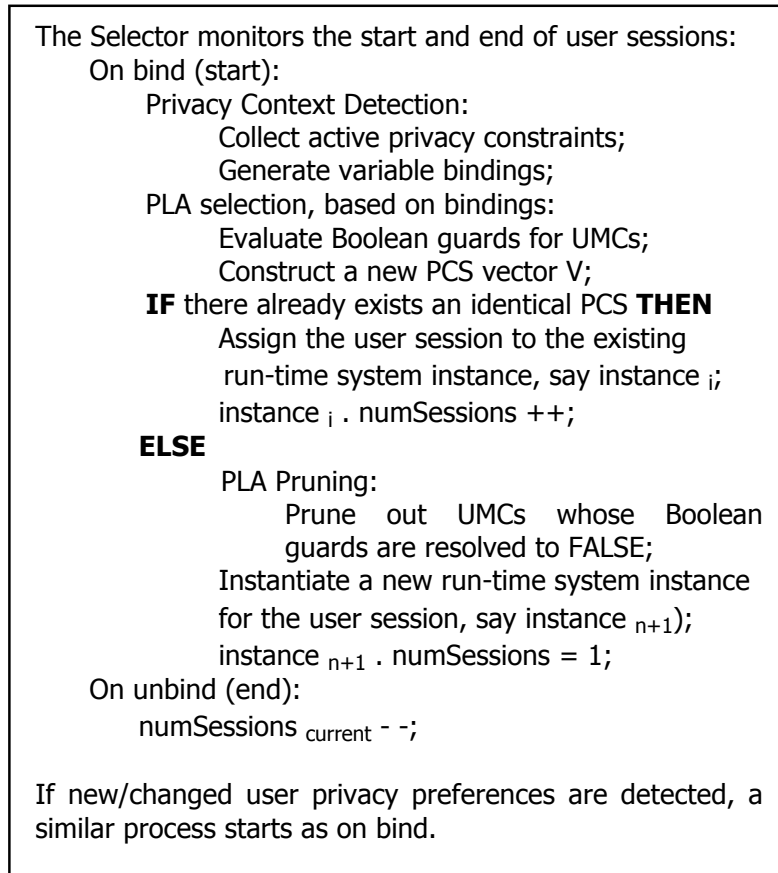 The Selector monitors the start and end of user sessions:
On bind (start):
Privacy Context Detection:
Collect active privacy constraints;
Generate variable bindings;
PLA selection, based on bindings:
Evaluate Boolean guards for UMCs;
Construct a new PCS vector V;
IF there already exists an identical PCS THEN
Assign the user session to the existing
run-time system instance, say instance i;
instance i . numSessions ++;
ELSE
PLA Pruning:
Prune out UMCs whose Boolean
guards are resolved to FALSE;
Instantiate a new run-time system instance
for the user session, say instance n+1);
instance n+1 . numSessions = 1;
On unbind (end):
numSessions current - -;
If new/changed user privacy preferences are detected, a
similar process starts as on bind.